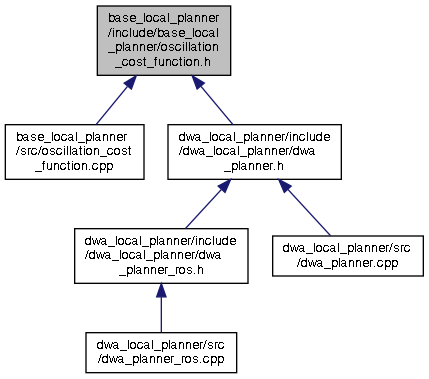 base_local_planner
/include/base_local
_planner/oscillation
_cost_function.h
base_local_planner
/src/oscillation_cost
_function.cpp
dwa_local_planner/include
/dwa_local_planner/dwa
_planner.h
dwa_local_planner/include
/dwa_local_planner/dwa
_planner_ros.h
dwa_local_planner/src
/dwa_planner.cpp
dwa_local_planner/src
/dwa_planner_ros.cpp